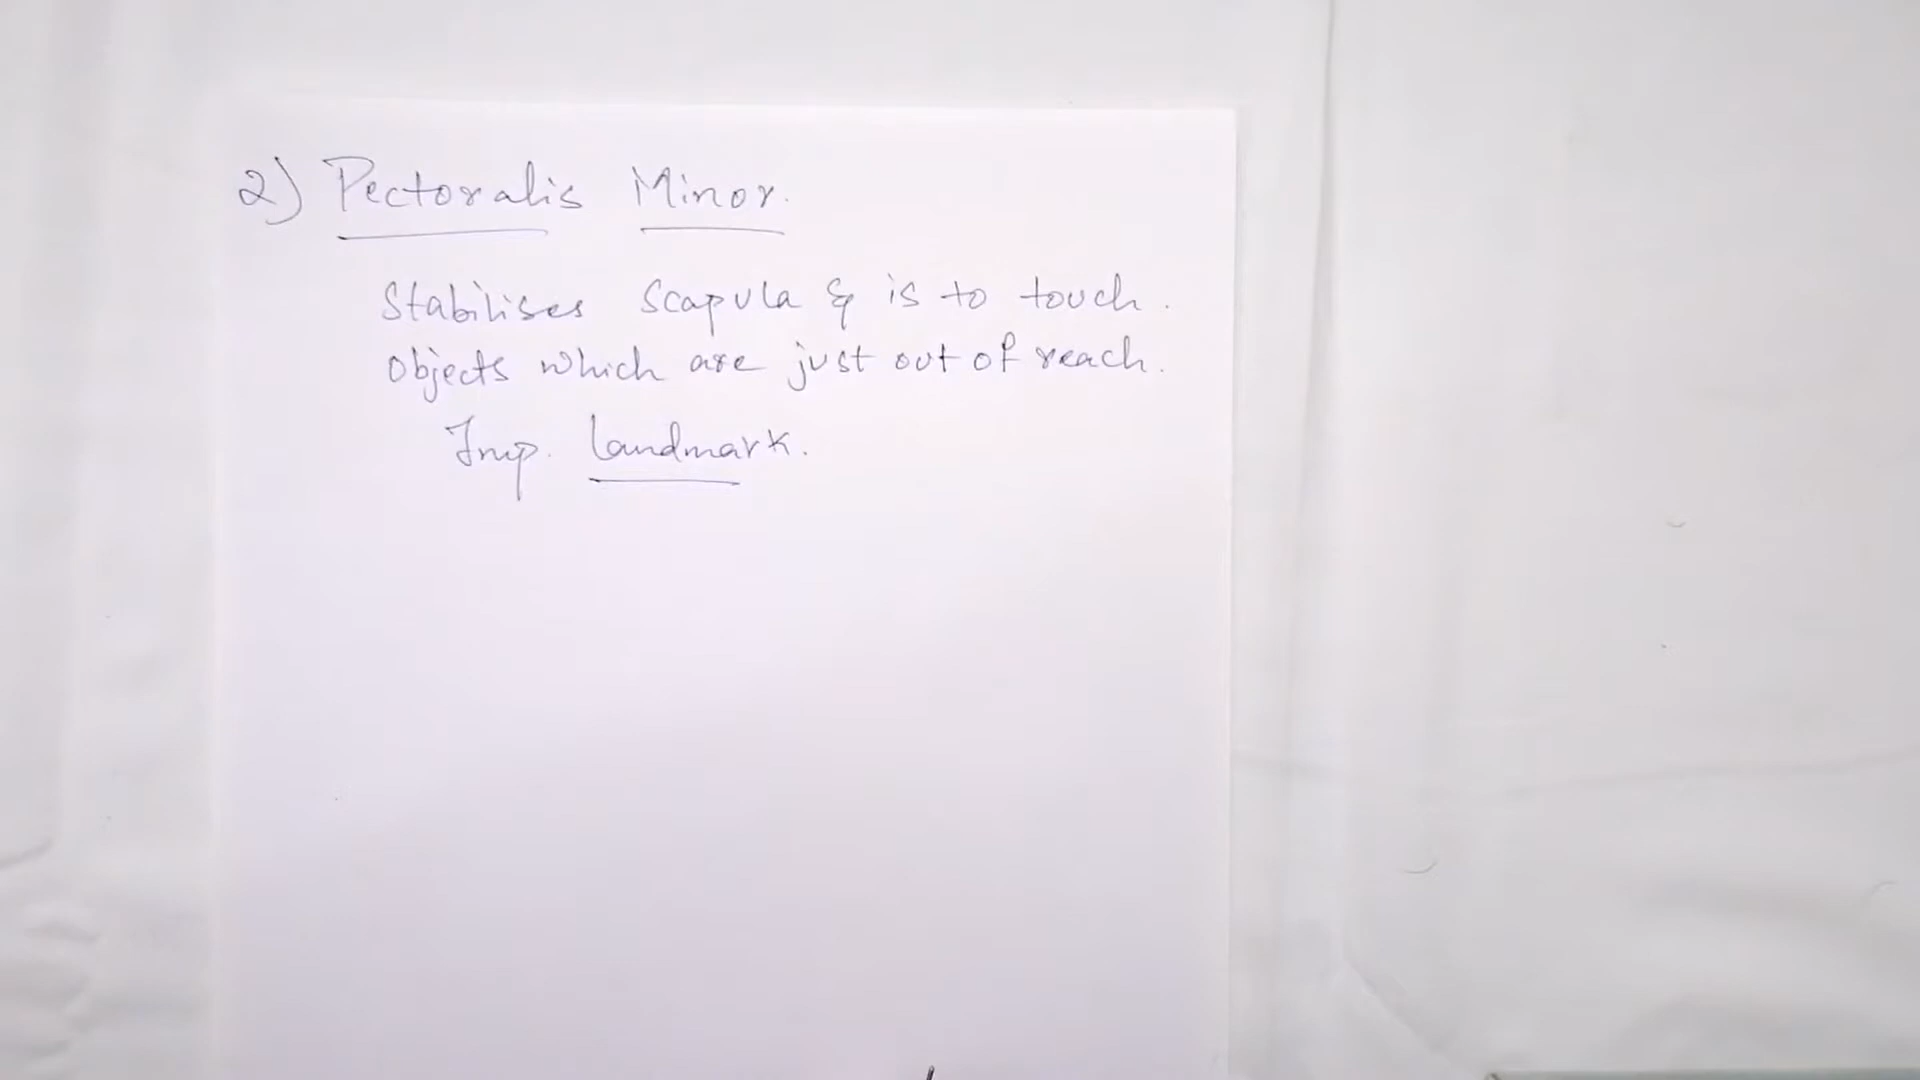 2) Pectoralis Minor.
Stabilises Scapula & is to touch.
Objects which are just out of reach.
Imp. Landmark.